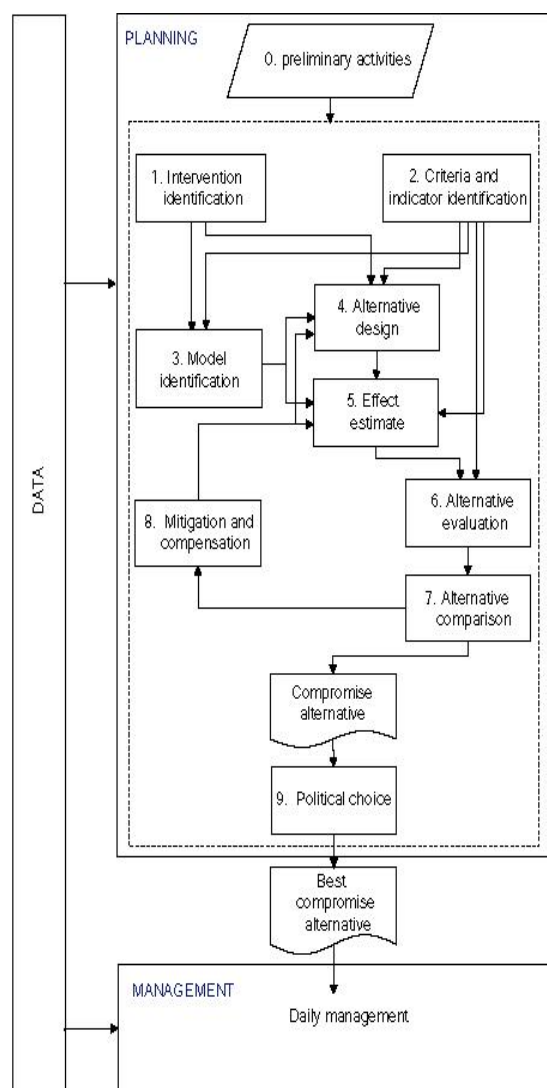 PLANNING
0. preliminary activities
1. Intervention
identification
2. Criteria and
indicator identification
4. Alternative
design
3. Model
identification
5. Effect
estimate
DATA
8. Mitigation and
compensation
6. Alternative
evaluation
7. Alternative
comparison
Compromise
alternative
9. Political choice
Best
compromise
alternative
MANAGEMENT
Daily management